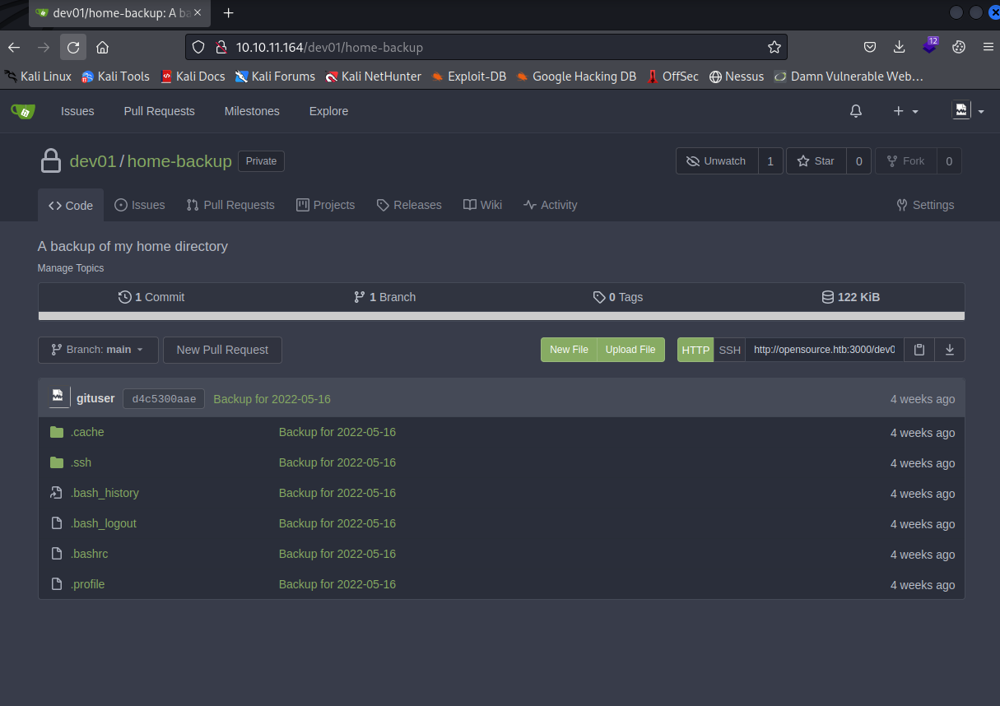 dev01/home-backup: A ba
10.10.11.164/dev01/home-backup
12
Kali Linux Kali Tools Kali Docs Kali Forums Kali NetHunter Exploit-DB Google Hacking DB OffSec Nessus Damn Vulnerable Web…
Issues Pull Requests Milestones Explore
dev01/home-backup Private Unwatch 1 Star 0 Fork 0
Code Issues Pull Requests Projects Releases Wiki Activity Settings
A backup of my home directory
Manage Topics
1 Commit 1 Branch 0 Tags 122 KiB
Branch: main New Pull Request New File Upload File HTTP SSH http://opensource.htb:3000/dev0
gituser d4c5300aae Backup for 2022-05-16 4 weeks ago
.cache Backup for 2022-05-16 4 weeks ago
.ssh Backup for 2022-05-16 4 weeks ago
.bash_history Backup for 2022-05-16 4 weeks ago
.bash_logout Backup for 2022-05-16 4 weeks ago
.bashrc Backup for 2022-05-16 4 weeks ago
.profile Backup for 2022-05-16 4 weeks ago